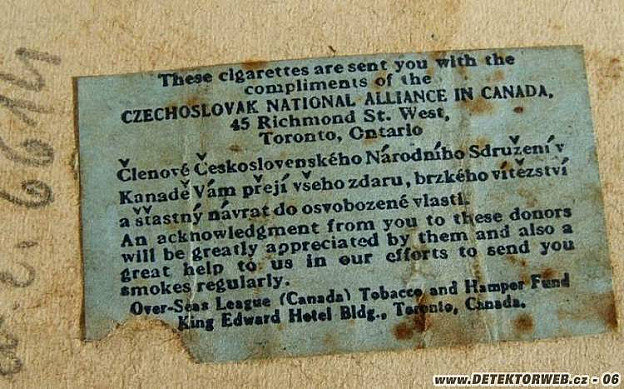 These cigarettes are sent you with the
compliments of the
CZECHOSLOVAK NATIONAL ALLIANCE IN CANADA,
45 Richmond St. West,
Toronto, Ontario
Členové Československého Národního Sdružení v
Kanadě Vám přejí všeho zdaru, brzkého vítězství
a šťastný návrat do osvobozené vlasti.
An acknowledgment from you to these donors
will be greatly appreciated by them and also a
great help to us in our efforts to send you
smokes regularly.
Over-Seas League (Canada) Tobacco and Hamper Fund
King Edward Hotel Bldg., Toronto, Canada.
6614
www.DETEKTORWEB.cz - 06